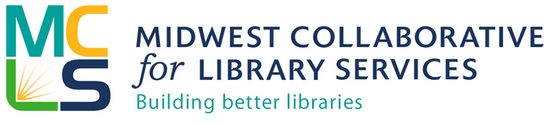 MC
LS
MIDWEST COLLABORATIVE
for LIBRARY SERVICES
Building better libraries